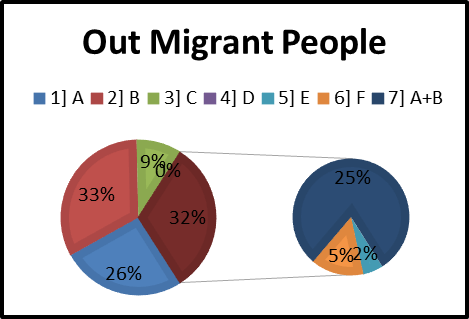 Out Migrant People
1] A 2] B 3] C 4] D 5] E 6] F 7] A+B
9% 0% 25%
33% 32%
26% 5% 2%